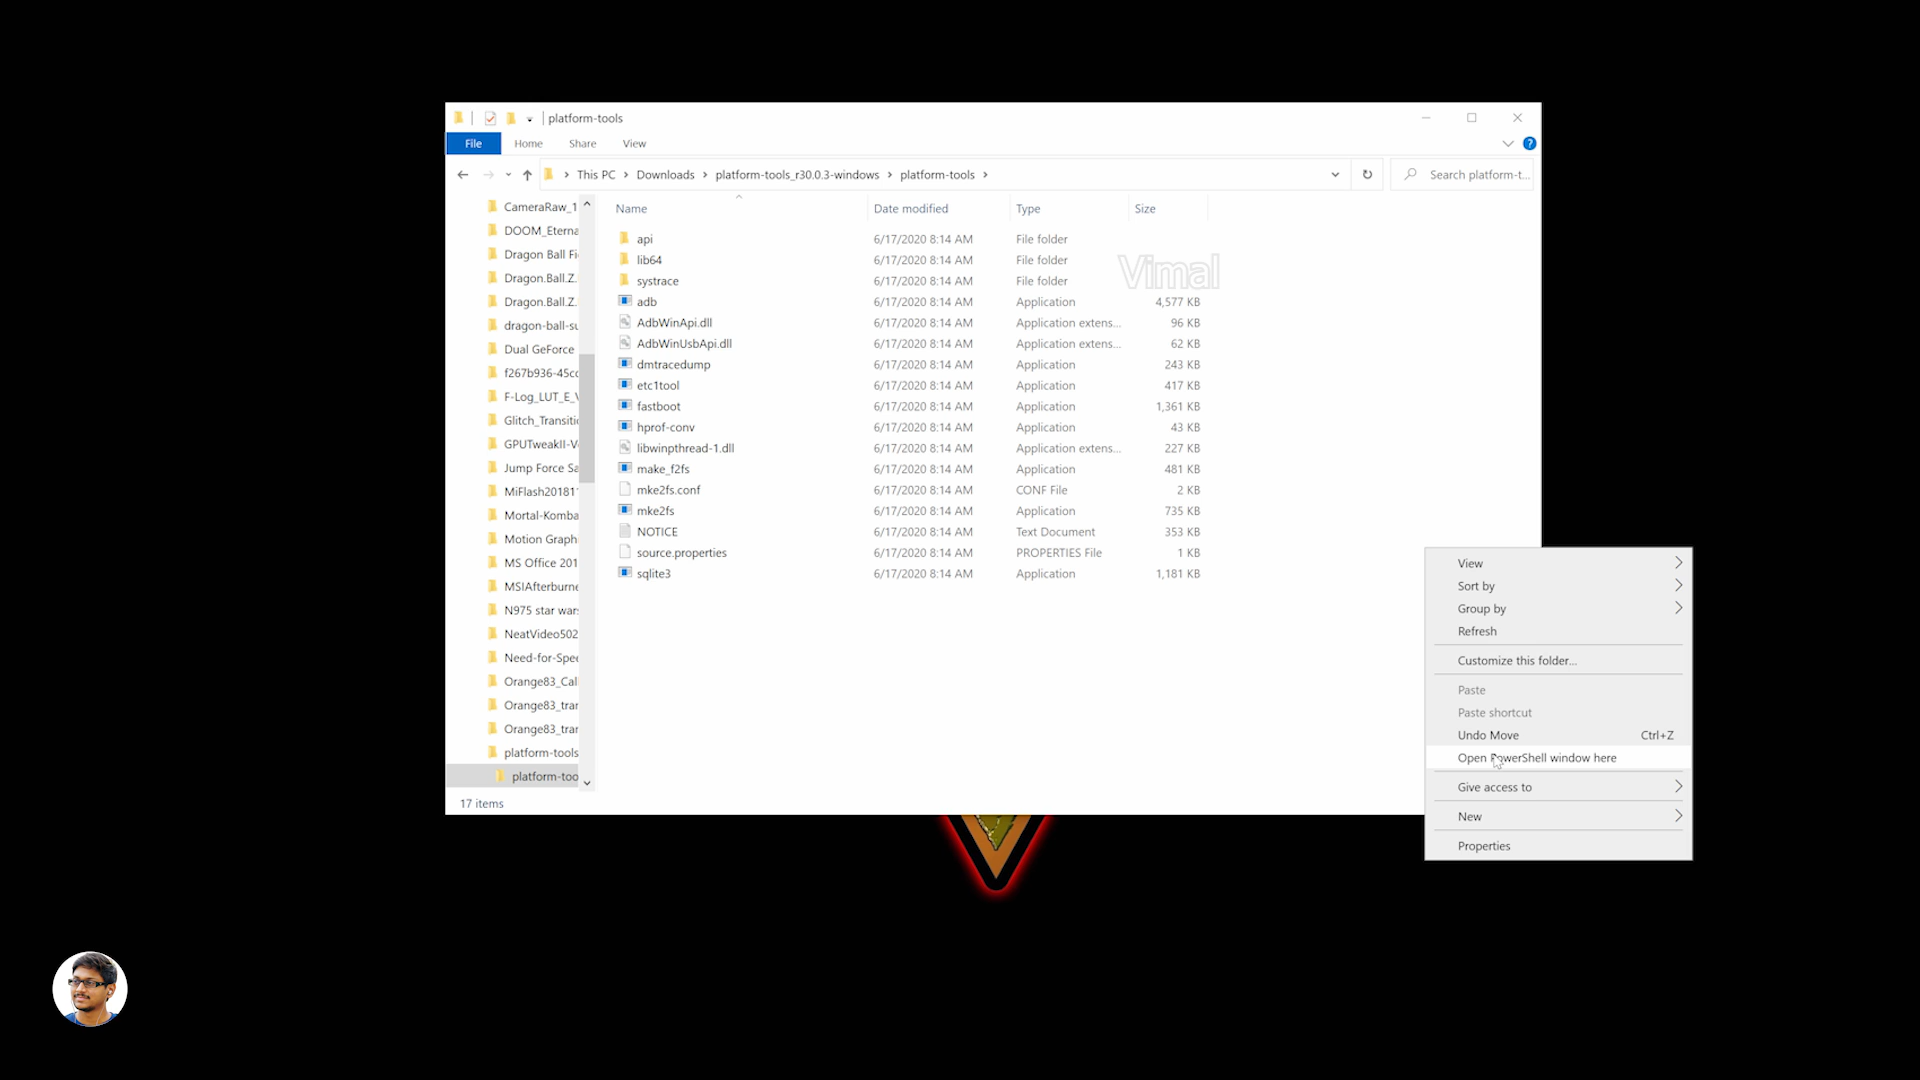 platform-tools
File Home Share View
This PC Downloads platform-tools_r30.0.3-windows platform-tools Search platform-t...
CameraRaw_1
DOOM_Eterna
Dragon Ball Fi
Dragon.Ball.Z.
Dragon.Ball.Z.
dragon-ball-su
Dual GeForce
f267b936-45cc
F-Log_LUT_E_V
Glitch_Transitic
GPUTweakII-V
Jump Force Sa
MiFlash20181
Mortal-Komba
Motion Graph
MS Office 201
MSIAfterburne
N975 star wars
NeatVideo502
Need-for-Spee
Orange83_Cal
Orange83_trar
Orange83_trar
platform-tools
platform-too
Name Date modified Type Size
api 6/17/2020 8:14 AM File folder
lib64 6/17/2020 8:14 AM File folder
systrace 6/17/2020 8:14 AM File folder
adb 6/17/2020 8:14 AM Application 4,577 KB
AdbWinApi.dll 6/17/2020 8:14 AM Application extens... 96 KB
AdbWinUsbApi.dll 6/17/2020 8:14 AM Application extens... 62 KB
dmtracedump 6/17/2020 8:14 AM Application 243 KB
etc1tool 6/17/2020 8:14 AM Application 417 KB
fastboot 6/17/2020 8:14 AM Application 1,361 KB
hprof-conv 6/17/2020 8:14 AM Application 43 KB
libwinpthread-1.dll 6/17/2020 8:14 AM Application extens... 227 KB
make_f2fs 6/17/2020 8:14 AM Application 481 KB
mke2fs.conf 6/17/2020 8:14 AM CONF File 2 KB
mke2fs 6/17/2020 8:14 AM Application 735 KB
NOTICE 6/17/2020 8:14 AM Text Document 353 KB
source.properties 6/17/2020 8:14 AM PROPERTIES File 1 KB
sqlite3 6/17/2020 8:14 AM Application 1,181 KB
Vimal
17 items
View
Sort by
Group by
Refresh
Customize this folder...
Paste
Paste shortcut
Undo Move Ctrl+Z
Open PowerShell window here
Give access to
New
Properties